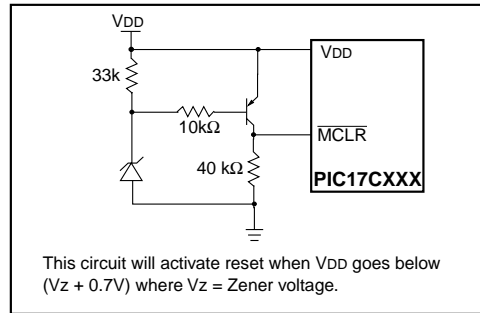 VDD
VDD
33k
10kΩ
MCLR
40 kΩ
PIC17CXXX
This circuit will activate reset when VDD goes below
(Vz + 0.7V) where Vz = Zener voltage.